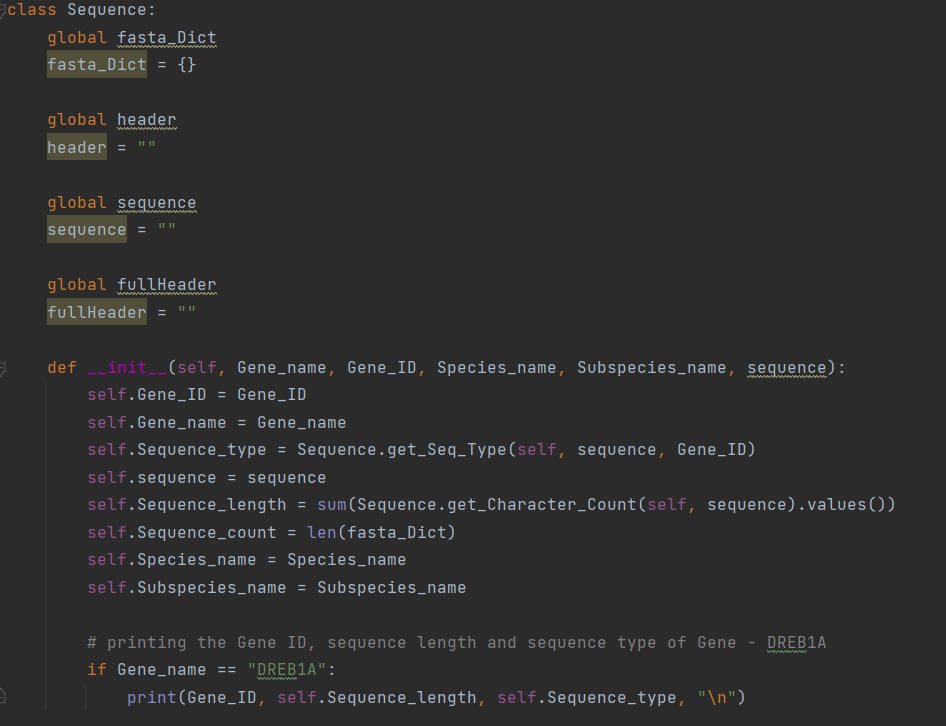 class Sequence:
    global fasta_Dict
    fasta_Dict = {}

    global header
    header = ""

    global sequence
    sequence = ""

    global fullHeader
    fullHeader = ""

    def __init__(self, Gene_name, Gene_ID, Species_name, Subspecies_name, sequence):
        self.Gene_ID = Gene_ID
        self.Gene_name = Gene_name
        self.Sequence_type = Sequence.get_Seq_Type(self, sequence, Gene_ID)
        self.sequence = sequence
        self.Sequence_length = sum(Sequence.get_Character_Count(self, sequence).values())
        self.Sequence_count = len(fasta_Dict)
        self.Species_name = Species_name
        self.Subspecies_name = Subspecies_name

        # printing the Gene ID, sequence length and sequence type of Gene - DREB1A
        if Gene_name == "DREB1A":
            print(Gene_ID, self.Sequence_length, self.Sequence_type, "\n")